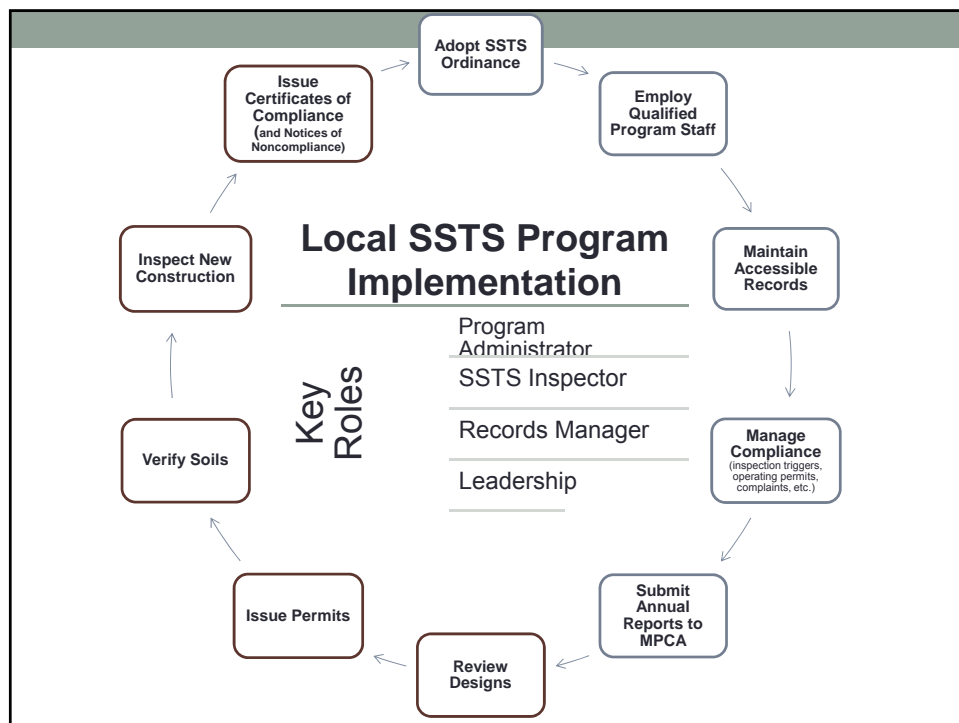 Adopt SSTS
Ordinance
Employ
Qualified
Program Staff
Maintain
Accessible
Records
Manage
Compliance
(inspection triggers,
operating permits,
complaints, etc.)
Submit
Annual
Reports to
MPCA
Review
Designs
Issue Permits
Verify Soils
Inspect New
Construction
Issue
Certificates of
Compliance
(and Notices of
Noncompliance)
Local SSTS Program
Implementation
Key
Roles
Program
Administrator
SSTS Inspector
Records Manager
Leadership